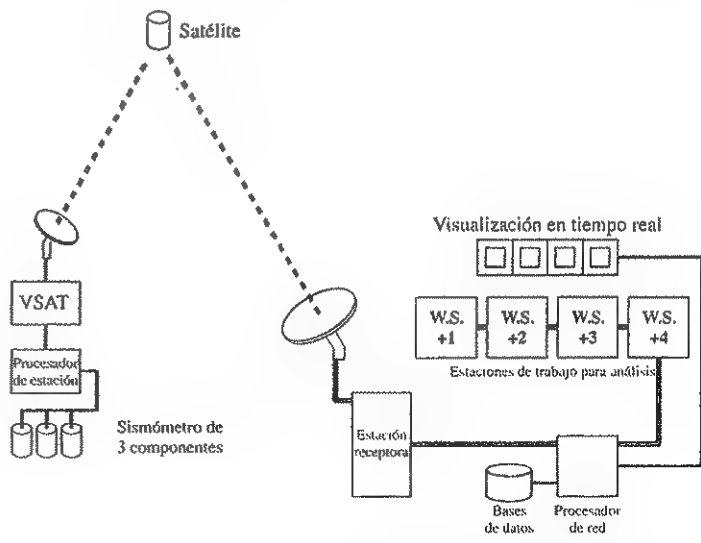 Satélite
Visualización en tiempo real
VSAT
W.S.
+1
W.S.
+2
W.S.
+3
W.S.
+4
Procesador
de estación
Estaciones de trabajo para análisis
Sismómetro de
3 componentes
Estación
receptora
Bases
de datos
Procesador
de red